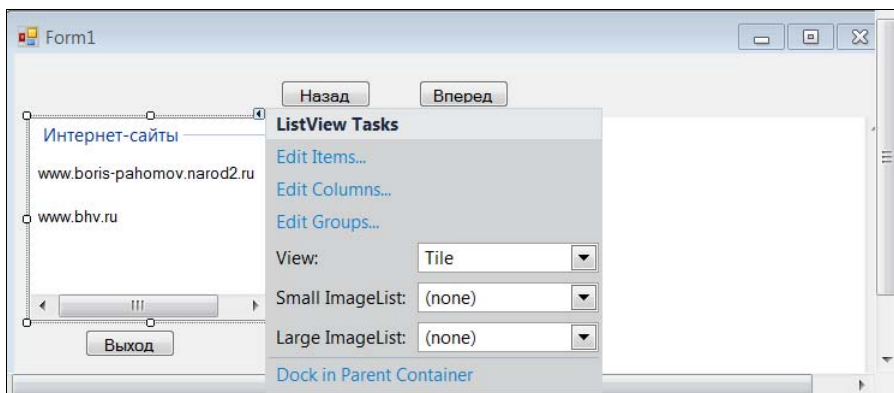 Form1
Назад Вперед
ListView Tasks
Интернет-сайты
Edit Items...
www.boris-pahomov.narod2.ru
Edit Columns...
www.bhv.ru
Edit Groups...
View: Tile
Small ImageList: (none)
Large ImageList: (none)
Выход
Dock in Parent Container